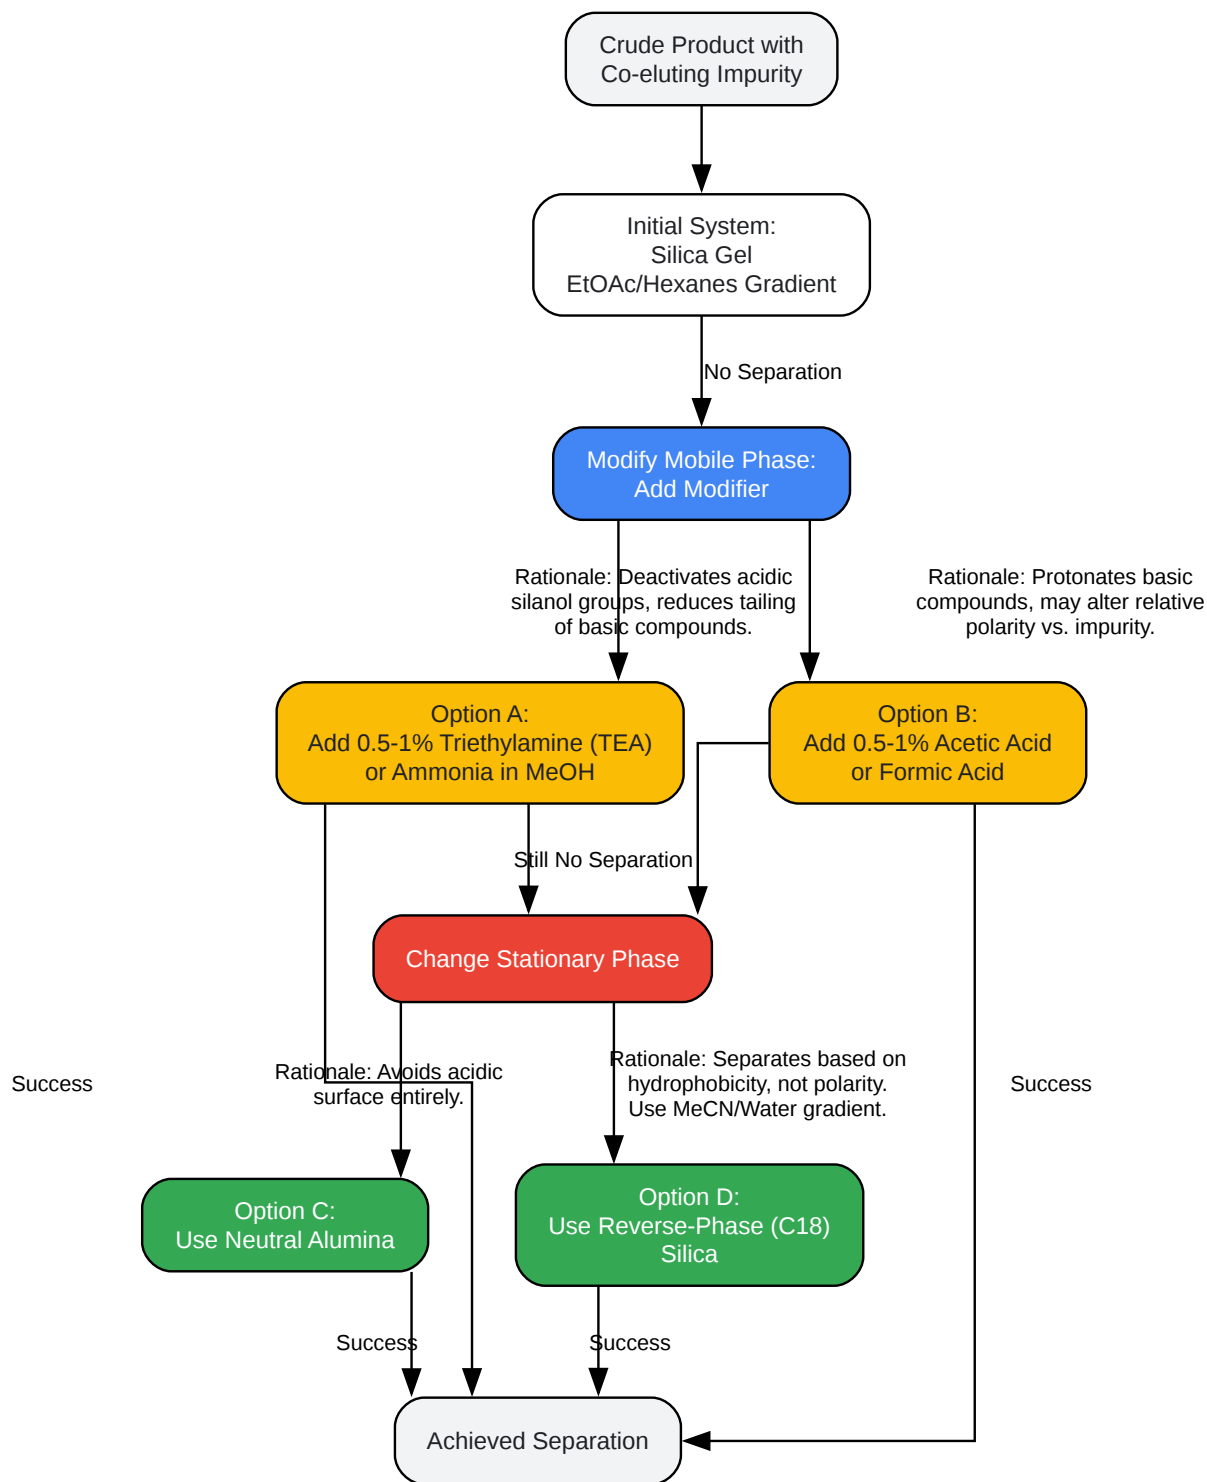 Crude Product with
Co-eluting Impurity
Initial System:
Silica Gel
EtOAc/Hexanes Gradient
No Separation
Modify Mobile Phase:
Add Modifier
Rationale: Deactivates acidic
silanol groups, reduces tailing
of basic compounds.
Rationale: Protonates basic
compounds, may alter relative
polarity vs. impurity.
Option A:
Add 0.5-1% Triethylamine (TEA)
or Ammonia in MeOH
Option B:
Add 0.5-1% Acetic Acid
or Formic Acid
Still No Separation
Change Stationary Phase
Success
Rationale: Avoids acidic
surface entirely.
Rationale: Separates based on
hydrophobicity, not polarity.
Use MeCN/Water gradient.
Success
Option C:
Use Neutral Alumina
Option D:
Use Reverse-Phase (C18)
Silica
Success
Success
Achieved Separation